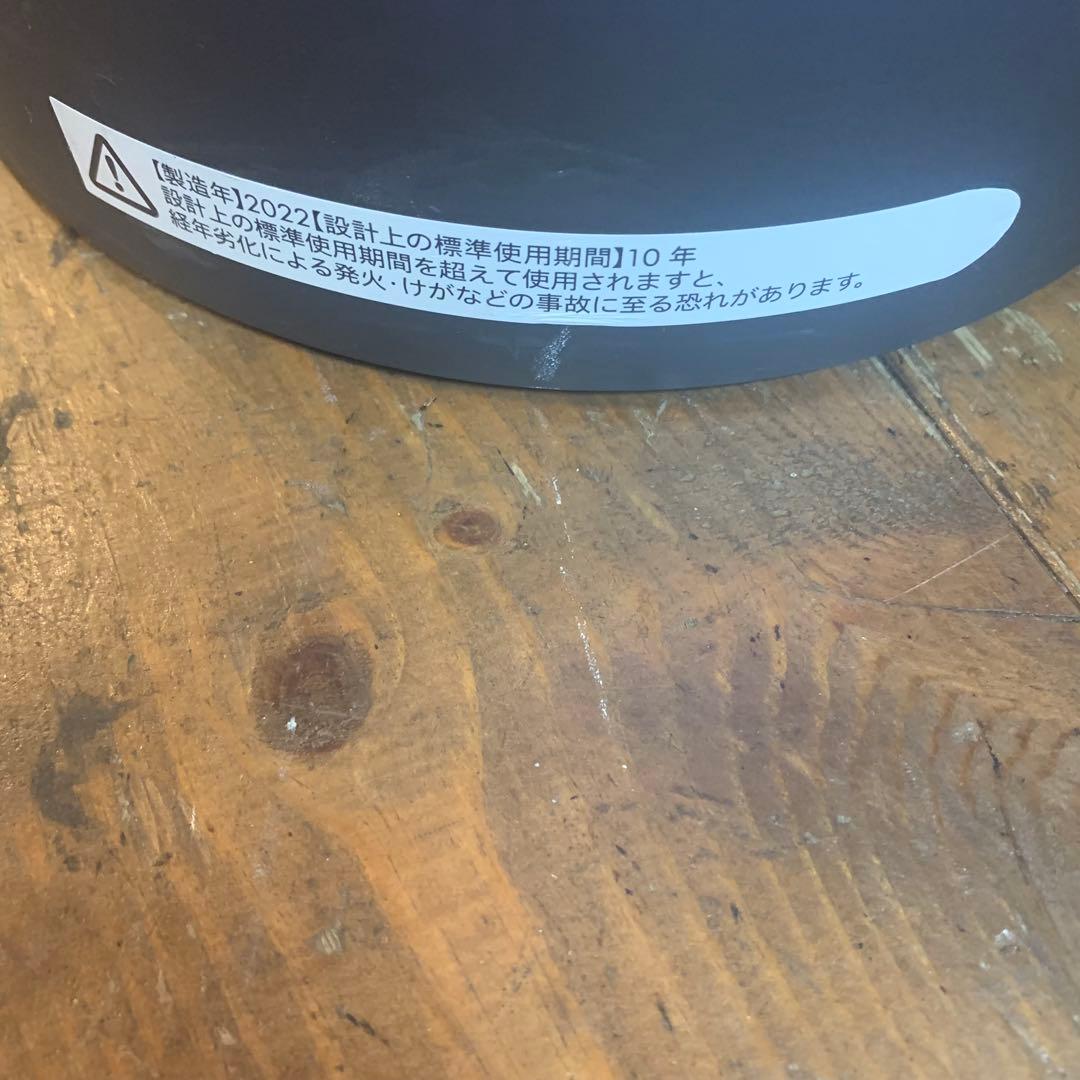 【製造年】2022【設計上の標準使用期間】10 年
設計上の標準使用期間を超えて使用されますと、
経年劣化による発火・けがなどの事故に至る恐れがあります。